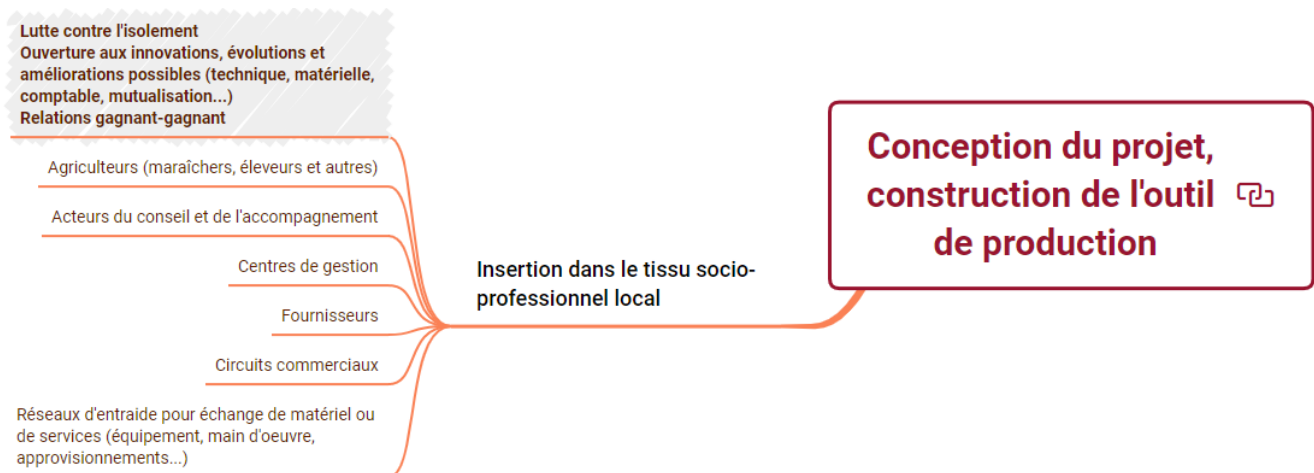 Lutte contre l'isolement
Ouverture aux innovations, évolutions et
améliorations possibles (technique, matérielle,
comptable, mutualisation...)
Relations gagnant-gagnant
Agriculteurs (maraîchers, éleveurs et autres)
Acteurs du conseil et de l'accompagnement
Centres de gestion
Fournisseurs
Circuits commerciaux
Réseaux d'entraide pour échange de matériel ou
de services (équipement, main d'oeuvre,
approvisionnements...)
Insertion dans le tissu socio-
professionnel local
Conception du projet,
construction de l'outil
de production